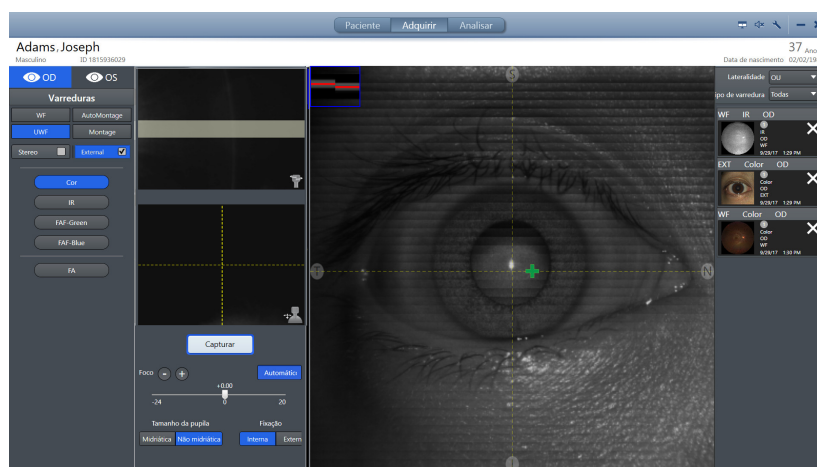 Paciente Adquirir Analisar
Adams, Joseph
Masculino ID 1815936029
37 Ano
Data de nascimento 02/02/19
OD OS
Varreduras
WF AutoMontage
UWF Montage
Stereo External
Cor
IR
FAF-Green
FAF-Blue
FA
Capturar
Foco - + Automático
+0.00
-24 0 20
Tamanho da pupila Fixação
Midriática Não midriática Interna Extern
S
T N
I
Lateralidade OU
ipo de varredura Todas
WF IR OD
IR
OD
WF
9/29/17 1:29 PM
EXT Color OD
Color
OD
EXT
9/29/17 1:29 PM
WF Color OD
Color
OD
WF
9/29/17 1:30 PM